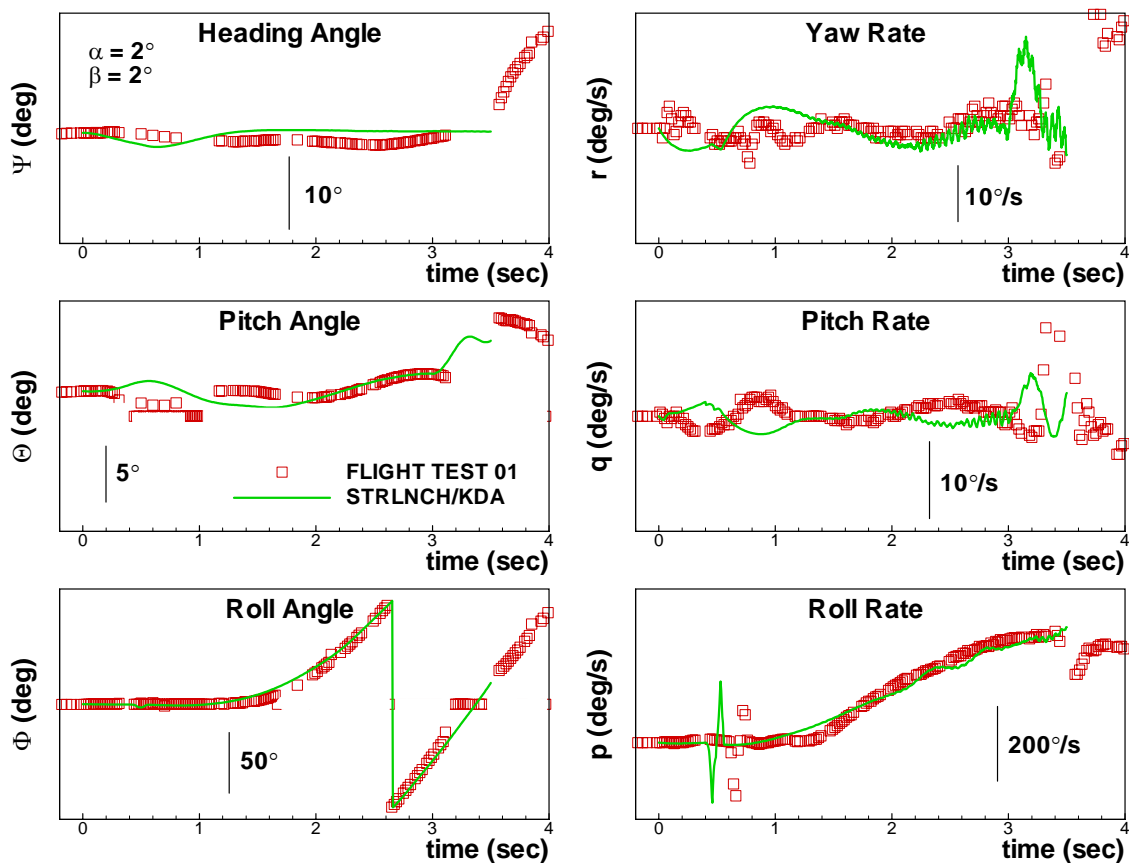 Heading Angle
α = 2°
β = 2°
Ψ (deg)
10°
0 1 2 3 4
time (sec)
Yaw Rate
r (deg/s)
10°/s
0 1 2 3 4
time (sec)
Pitch Angle
Θ (deg)
5°
FLIGHT TEST 01
STRLNCH/KDA
0 1 2 3 4
time (sec)
Pitch Rate
q (deg/s)
10°/s
0 1 2 3 4
time (sec)
Roll Angle
Φ (deg)
50°
0 1 2 3 4
time (sec)
Roll Rate
p (deg/s)
200°/s
0 1 2 3 4
time (sec)